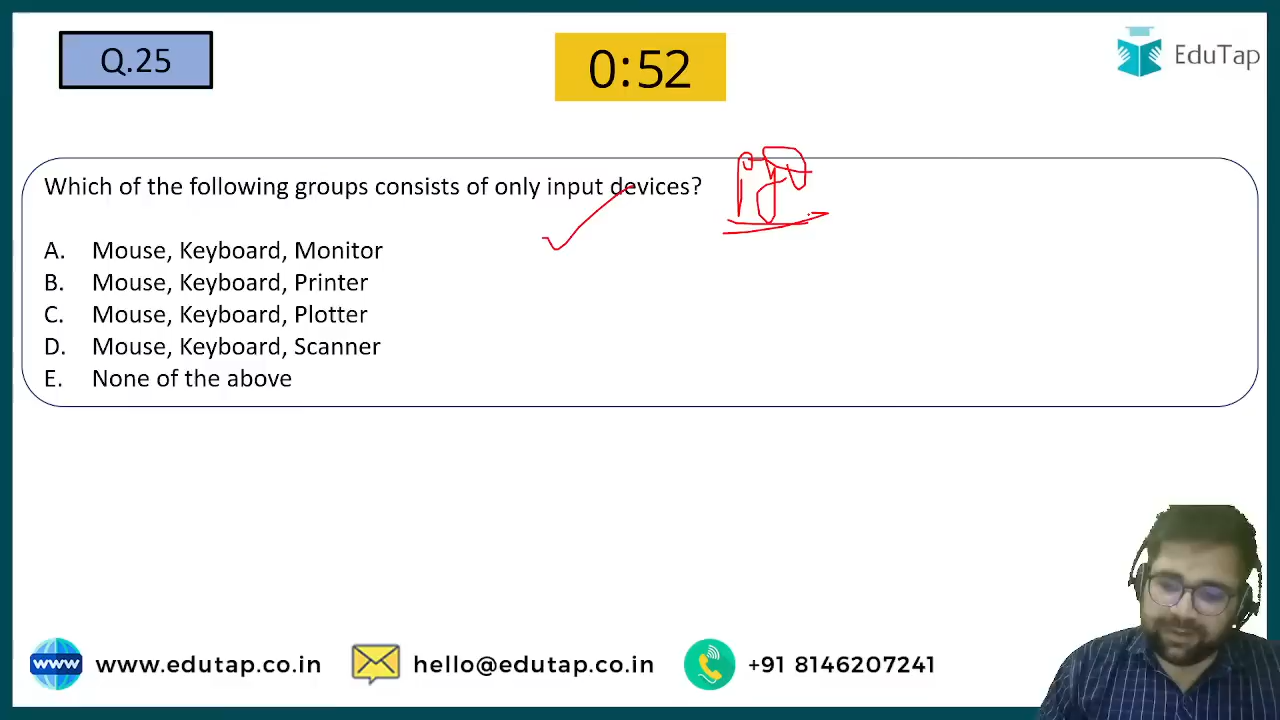 Q.25
0:52
EduTap
Which of the following groups consists of only input devices?
A. Mouse, Keyboard, Monitor
B. Mouse, Keyboard, Printer
C. Mouse, Keyboard, Plotter
D. Mouse, Keyboard, Scanner
E. None of the above
www www.edutap.co.in hello@edutap.co.in +91 8146207241